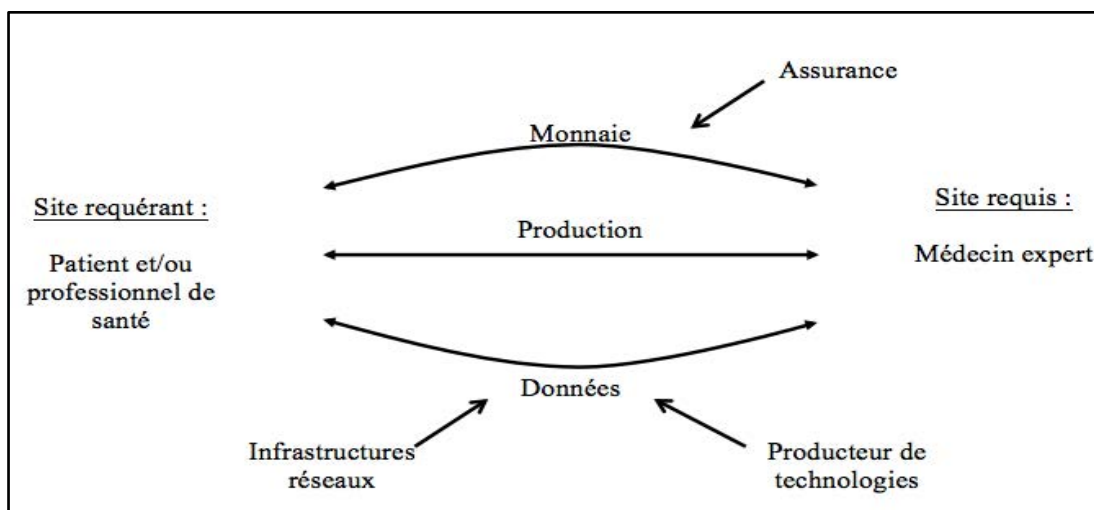 Assurance
Monnaie
Site requérant :
Patient et/ou
professionnel de
santé
Production
Site requis :
Médecin expert
Données
Infrastructures
réseaux
Producteur de
technologies